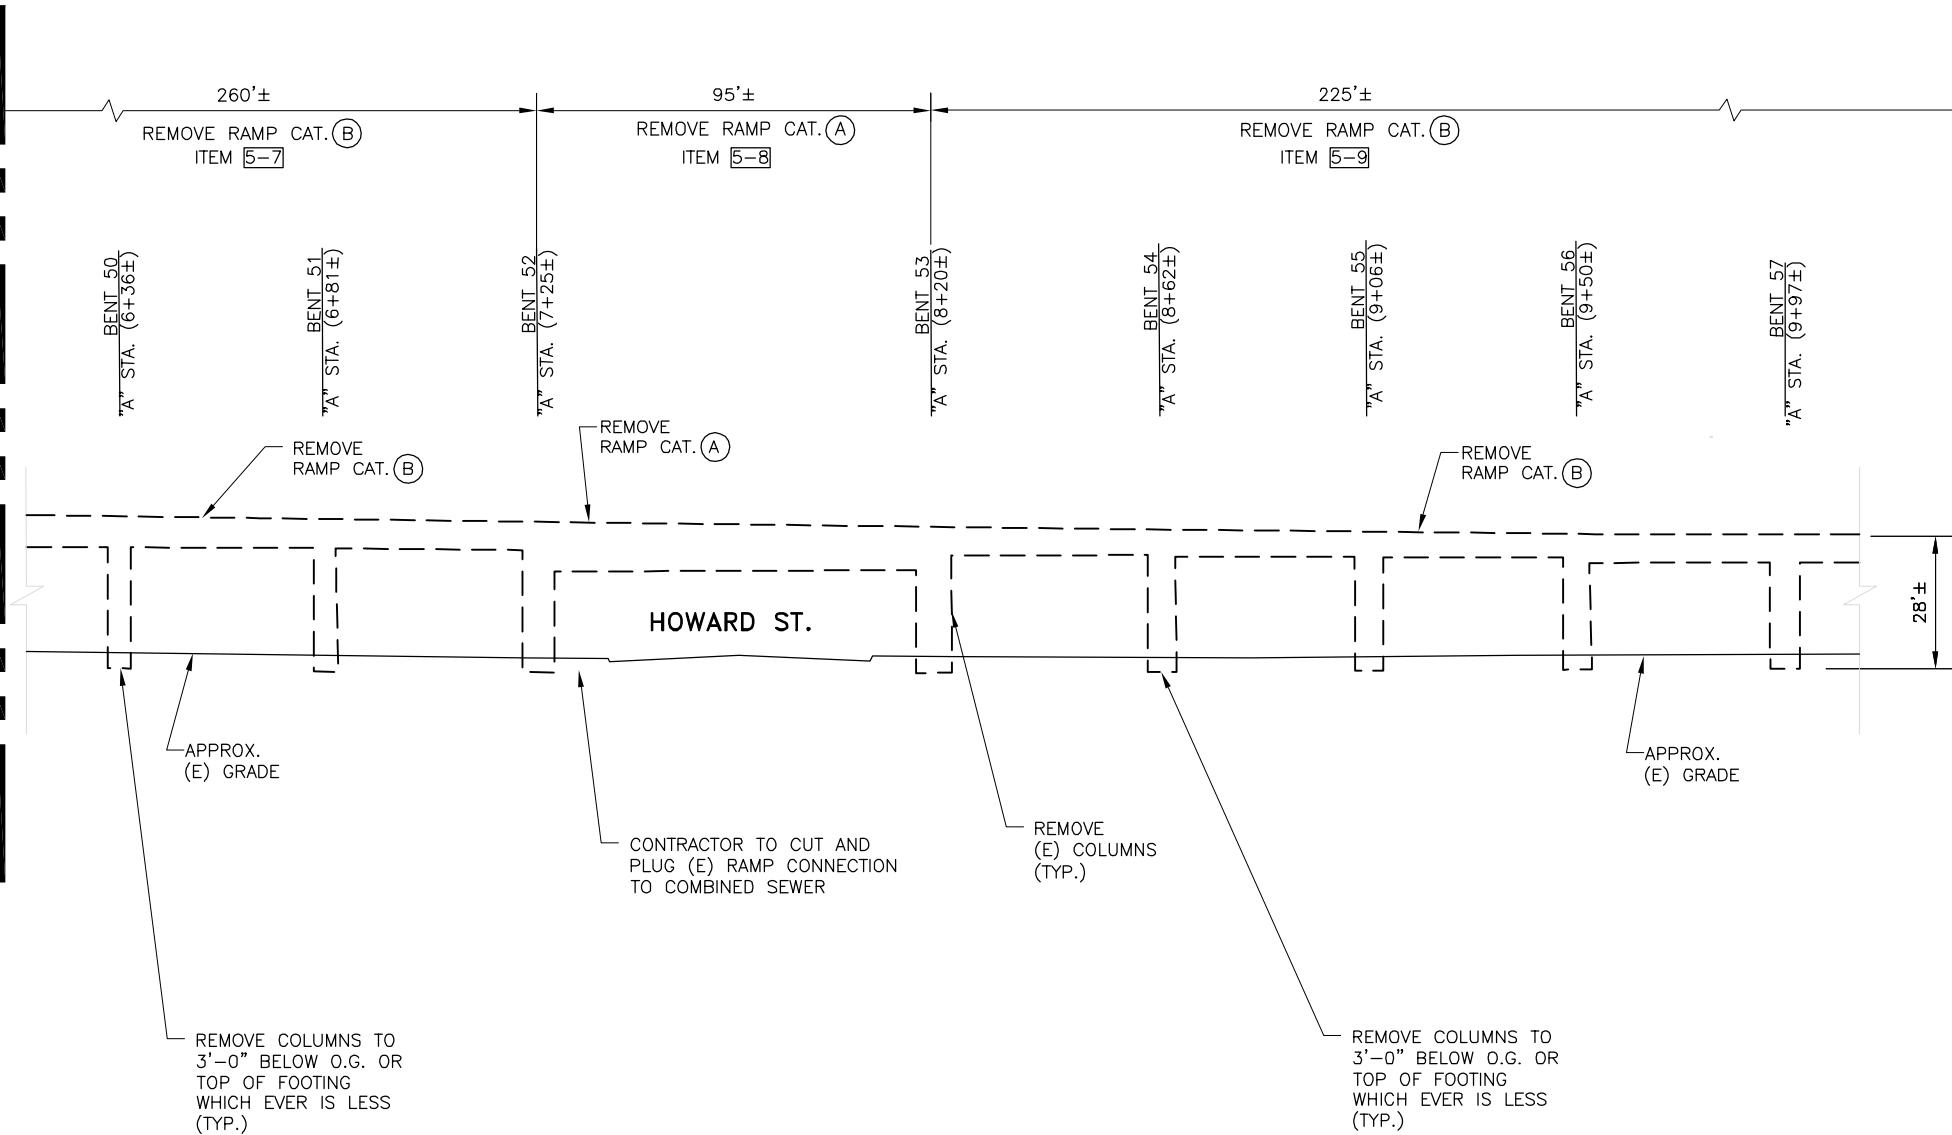 260'±
REMOVE RAMP CAT. B
ITEM 5-7
95'±
REMOVE RAMP CAT. A
ITEM 5-8
225'±
REMOVE RAMP CAT. B
ITEM 5-9
BENT 50
"A" STA. (6+36±)
BENT 51
"A" STA. (6+81±)
BENT 52
"A" STA. (7+25±)
BENT 53
"A" STA. (8+20±)
BENT 54
"A" STA. (8+62±)
BENT 55
"A" STA. (9+06±)
BENT 56
"A" STA. (9+50±)
BENT 57
"A" STA. (9+97±)
REMOVE
RAMP CAT. B
REMOVE
RAMP CAT. A
REMOVE
RAMP CAT. B
HOWARD ST.
28'±
APPROX.
(E) GRADE
CONTRACTOR TO CUT AND
PLUG (E) RAMP CONNECTION
TO COMBINED SEWER
REMOVE
(E) COLUMNS
(TYP.)
APPROX.
(E) GRADE
REMOVE COLUMNS TO
3'-0" BELOW O.G. OR
TOP OF FOOTING
WHICH EVER IS LESS
(TYP.)
REMOVE COLUMNS TO
3'-0" BELOW O.G. OR
TOP OF FOOTING
WHICH EVER IS LESS
(TYP.)